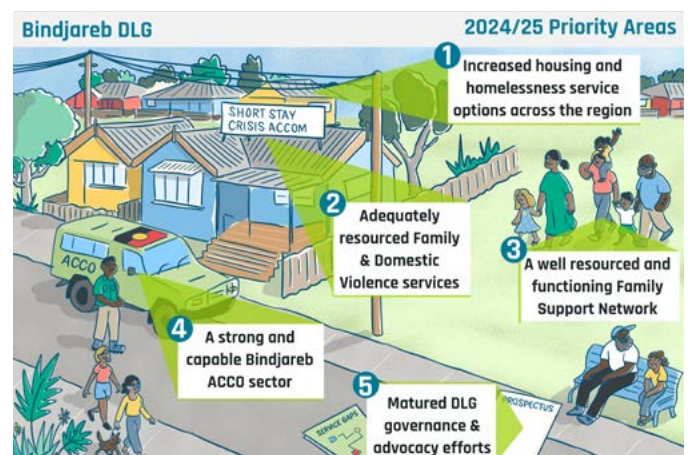 Bindjareb DLG
2024/25 Priority Areas
1
Increased housing and
homelessness service
options across the region
SHORT STAY
CRISIS ACCOM
2
Adequately
resourced Family
& Domestic
Violence services
3
A well resourced and
functioning Family
Support Network
ACCO
4
A strong and
capable Bindjareb
ACCO sector
5
Matured DLG
governance &
advocacy efforts
SERVICE GAPS
PROSPECTUS